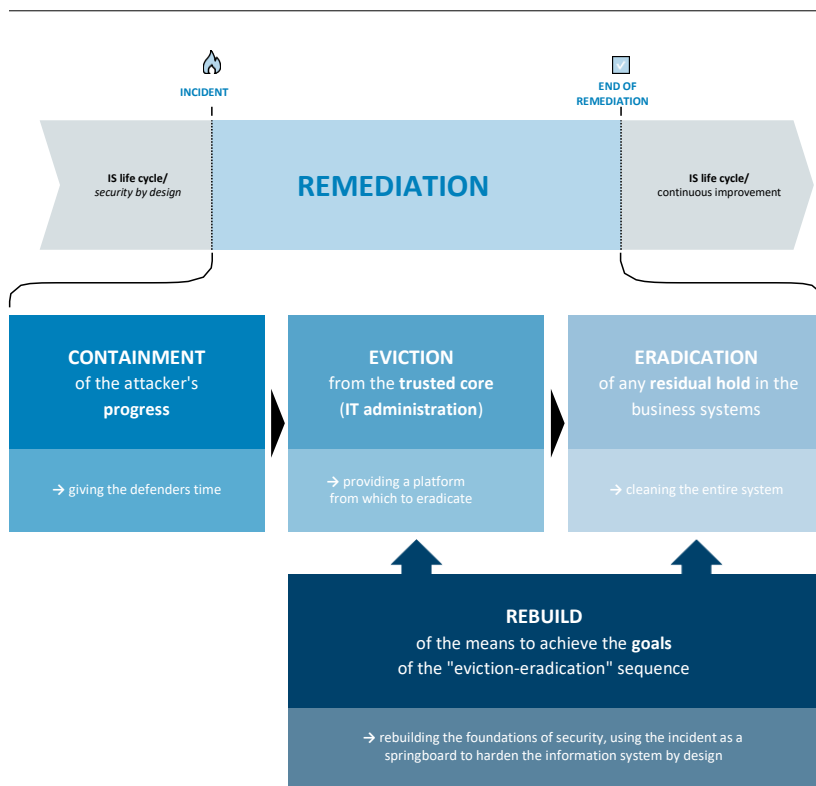 INCIDENT
END OF
REMEDIATION
IS life cycle/
security by design
REMEDIATION
IS life cycle/
continuous improvement
CONTAINMENT
of the attacker's
progress
→ giving the defenders time
EVICTION
from the trusted core
(IT administration)
→ providing a platform
from which to eradicate
ERADICATION
of any residual hold in the
business systems
→ cleaning the entire system
REBUILD
of the means to achieve the goals
of the "eviction-eradication" sequence
→ rebuilding the foundations of security, using the incident as a
springboard to harden the information system by design